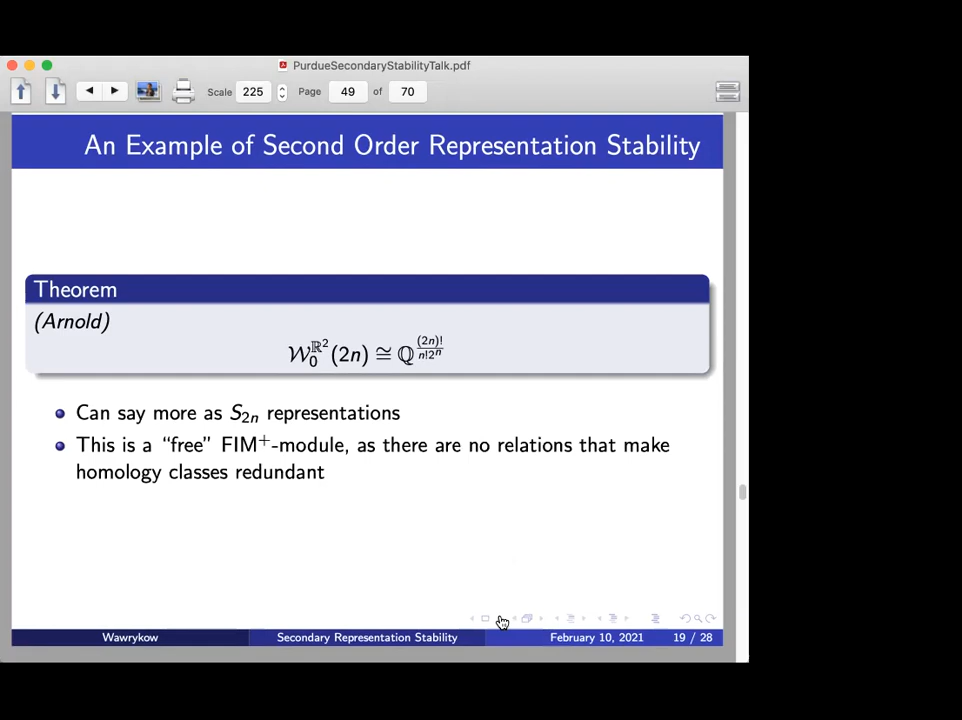 PurdueSecondaryStabilityTalk.pdf
Scale 225 Page 49 of 70
An Example of Second Order Representation Stability
Theorem
(Arnold)
𝒲₀^{ℝ²}(2n) ≅ ℚ^{(2n)!/n!2ⁿ}
Can say more as S₂ₙ representations
This is a “free” FIM⁺-module, as there are no relations that make
homology classes redundant
Wawrykow Secondary Representation Stability February 10, 2021 19 / 28